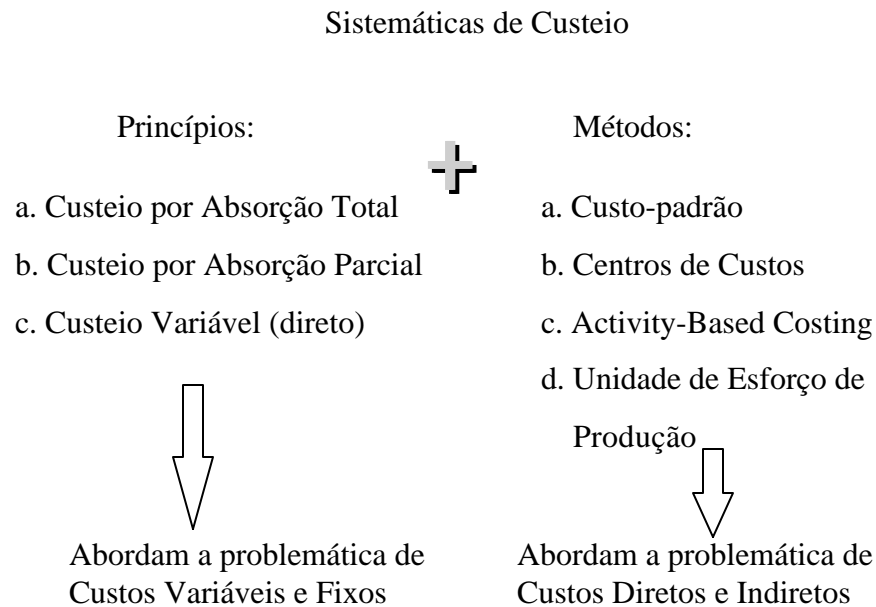 Sistemáticas de Custeio
Princípios:
a. Custeio por Absorção Total
b. Custeio por Absorção Parcial
c. Custeio Variável (direto)
Abordam a problemática de
Custos Variáveis e Fixos
Métodos:
a. Custo-padrão
b. Centros de Custos
c. Activity-Based Costing
d. Unidade de Esforço de
Produção
Abordam a problemática de
Custos Diretos e Indiretos